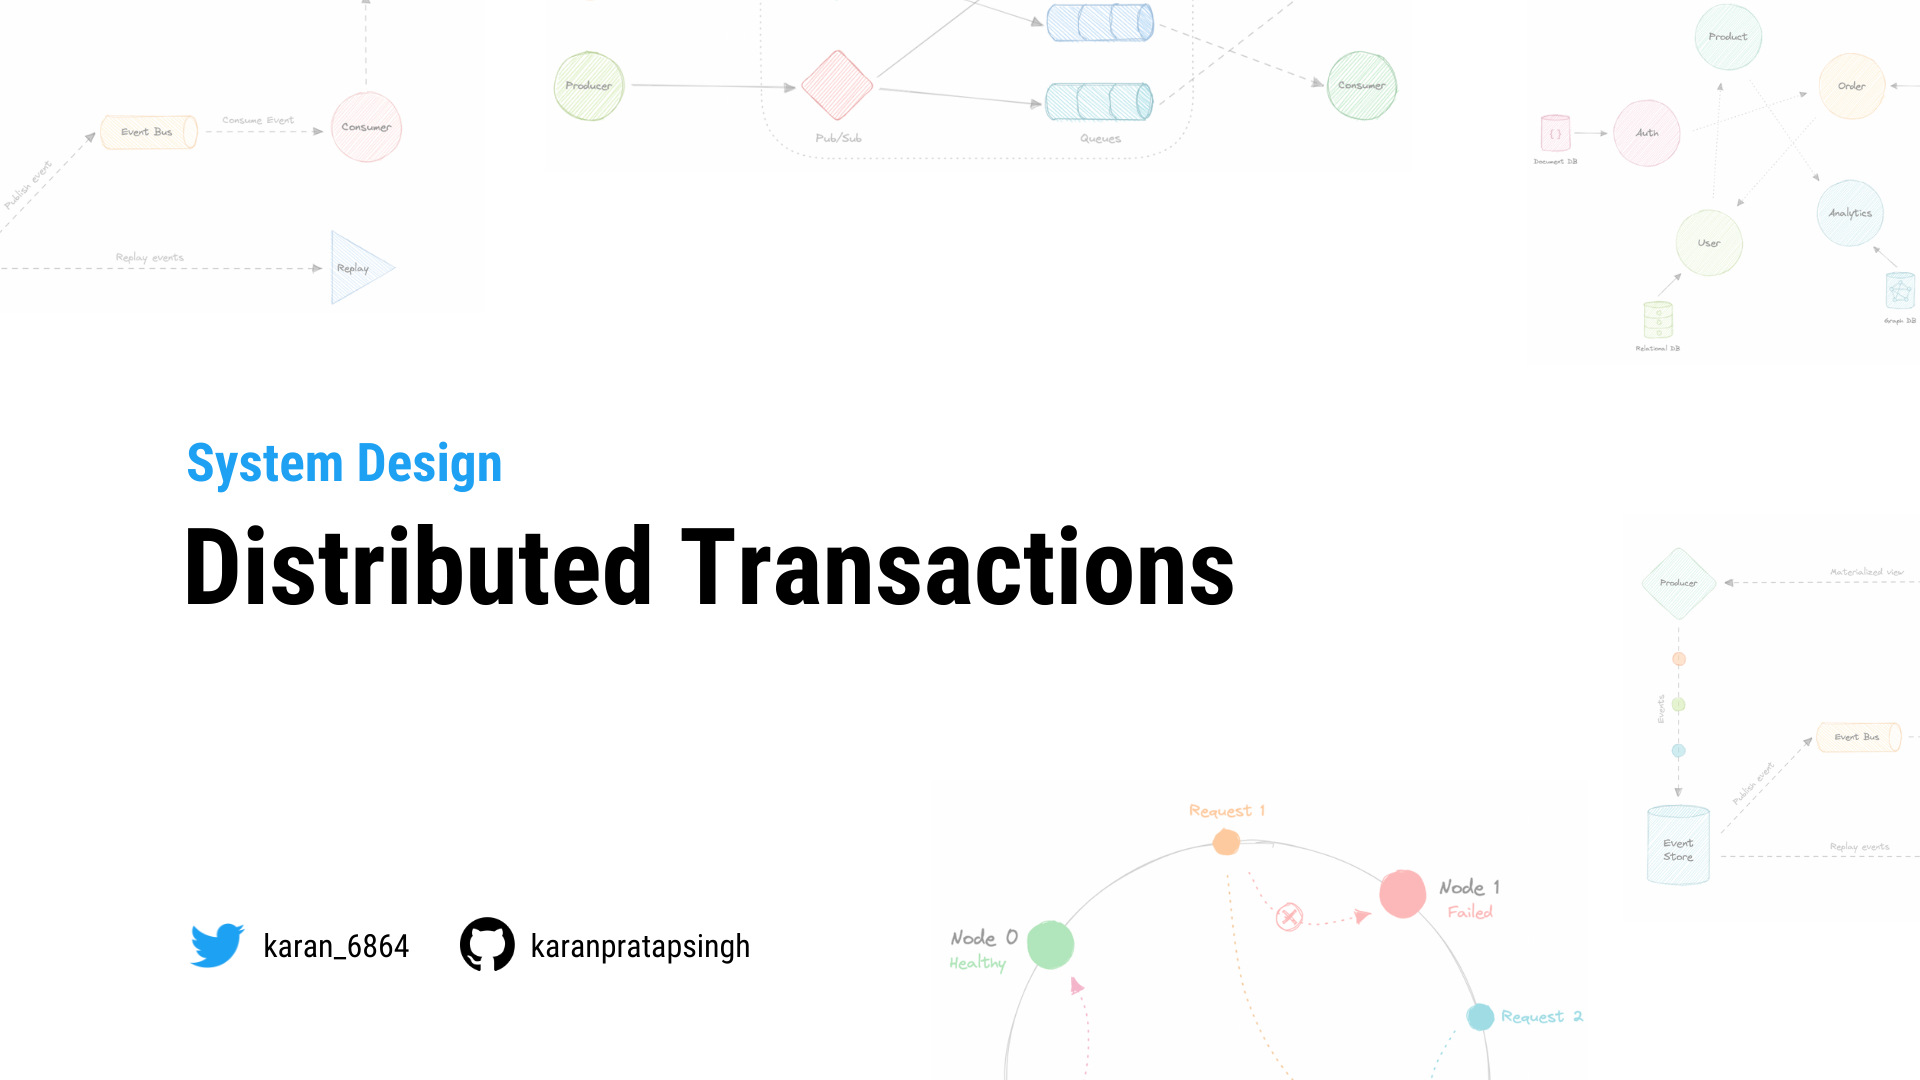 Publish event
Event Bus
Consume Event
Consumer
Replay events
Replay
Producer
Pub/Sub
Queues
Consumer
Product
Order
Document DB
Auth
Analytics
User
Relational DB
Graph DB
System Design
Distributed Transactions
karan_6864
karanpratapsingh
Request 1
Node 0
Healthy
Node 1
Failed
Request 2
Producer
Materialized view
Events
Publish event
Event Bus
Event
Store
Replay events